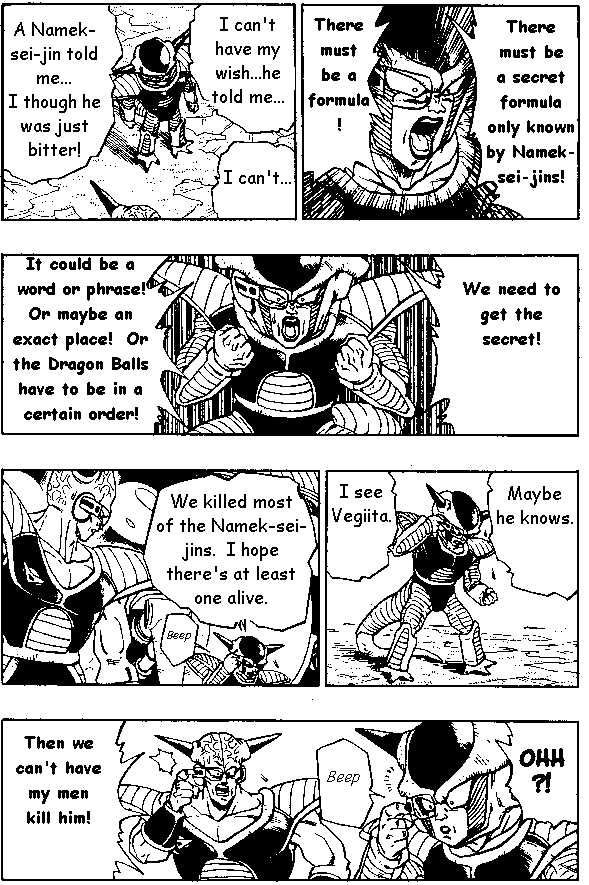 A Namek-
sei-jin told
me...
I though he
was just
bitter!
I can't
have my
wish...he
told me...
I can't...
There
must
be a
formula
!
There
must be
a secret
formula
only known
by Namek-
sei-jins!
It could be a
word or phrase!
Or maybe an
exact place! Or
the Dragon Balls
have to be in a
certain order!
We need to
get the
secret!
We killed most
of the Namek-sei-
jins. I hope
there's at least
one alive.
Beep
I see
Vegiita.
Maybe
he knows.
Then we
can't have
my men
kill him!
Beep
OHH
?!